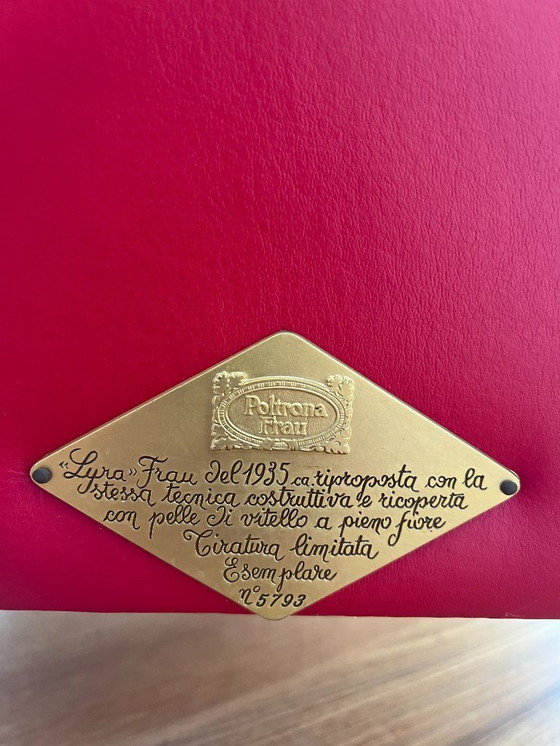 Poltrona
Frau
“Lyra” Frau del 1935 ca riproposta con la
stessa tecnica costruttiva e ricoperta
con pelle di vitello a pieno fiore
Tiratura limitata
Esemplare
n° 5793